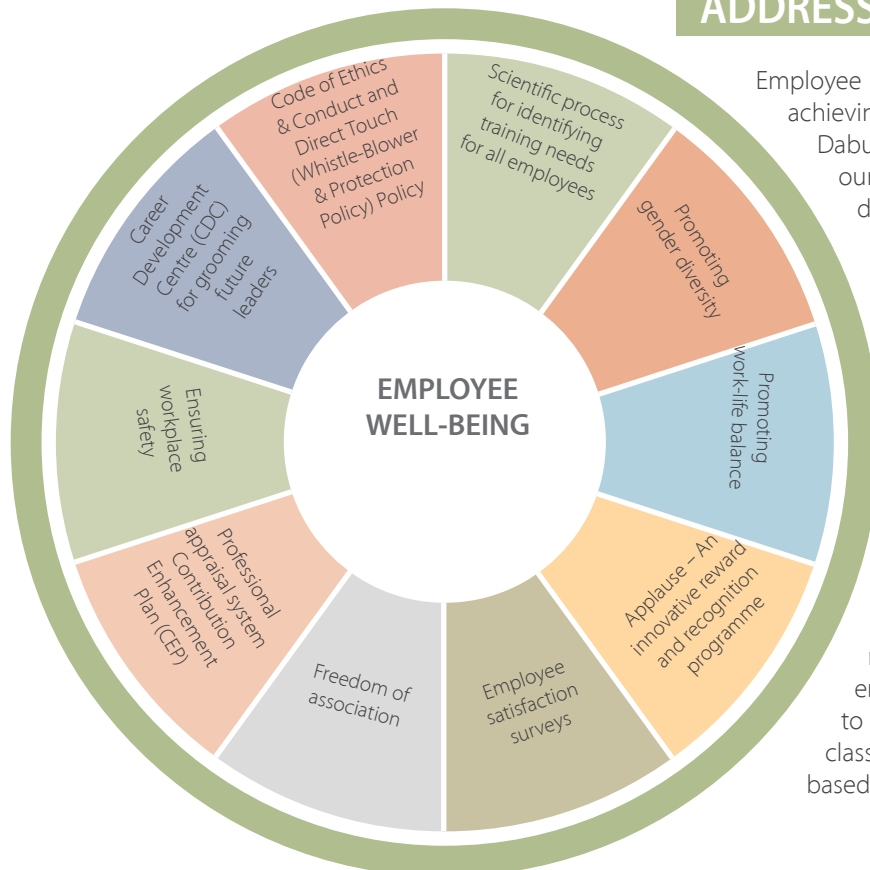 ADDRESS
Employee
achievin
Dabu
our
d
Code of Ethics
& Conduct and
Direct Touch
(Whistle-Blower
& Protection
Policy) Policy
Scientific process
for identifying
training needs
for all employees
Promoting
gender diversity
Promoting
work-life balance
Applause – An
innovative reward
and recognition
programme
Employee
satisfaction
surveys
Freedom of
association
Professional
appraisal system
Contribution
Enhancement
Plan (CEP)
Ensuring
workplace
safety
Career
Development
Centre (CDC)
for grooming
future
leaders
EMPLOYEE
WELL-BEING
er
to
class
based